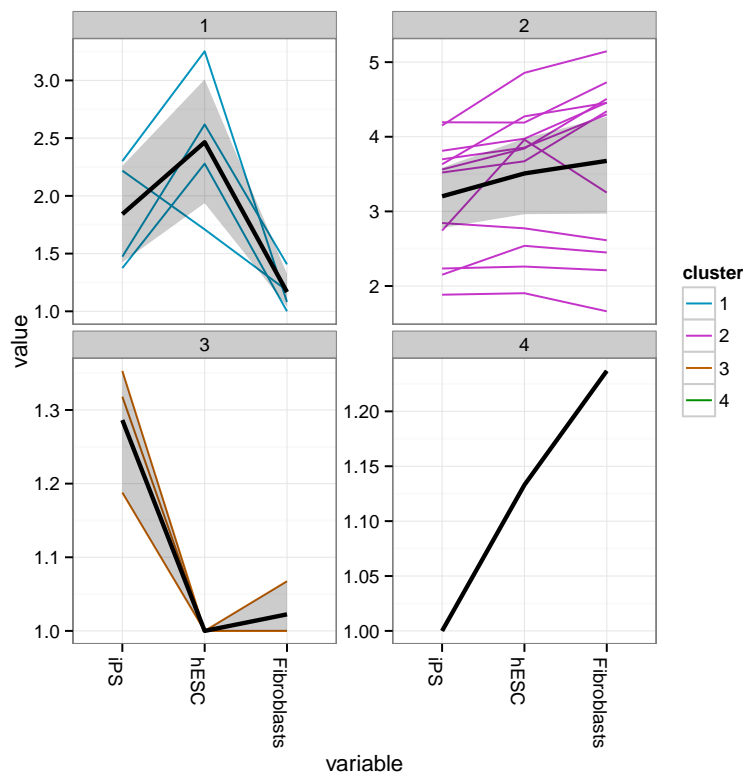 1
2
3.0
2.5
2.0
1.5
1.0
5
4
3
2
value
3
4
1.3
1.2
1.1
1.0
1.20
1.15
1.10
1.05
1.00
iPS
hESC
Fibroblasts
iPS
hESC
Fibroblasts
variable
cluster
1
2
3
4